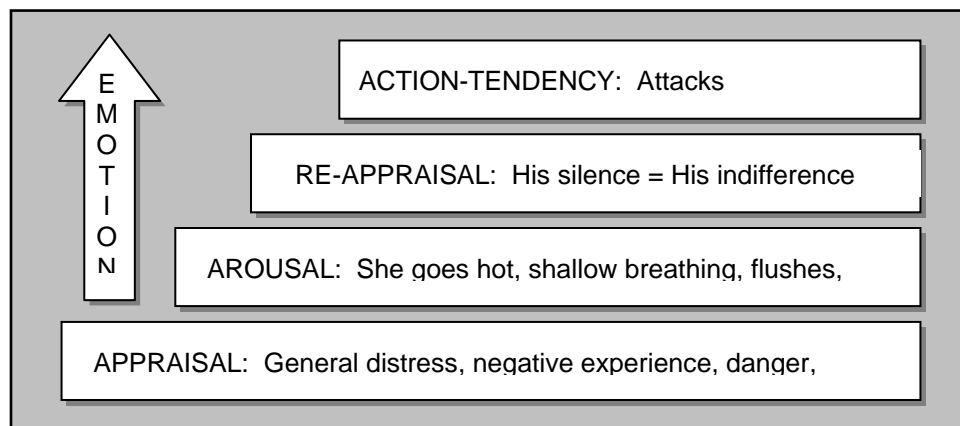 E
M
O
T
I
O
N
ACTION-TENDENCY: Attacks
RE-APPRAISAL: His silence = His indifference
AROUSAL: She goes hot, shallow breathing, flushes,
APPRAISAL: General distress, negative experience, danger,